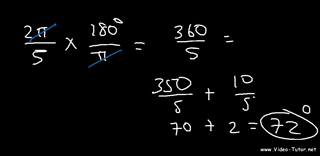 2π/5 × 180°/π = 360/5 =
350/5 + 10/5
70 + 2 = 72°
www.Video-Tutor.net